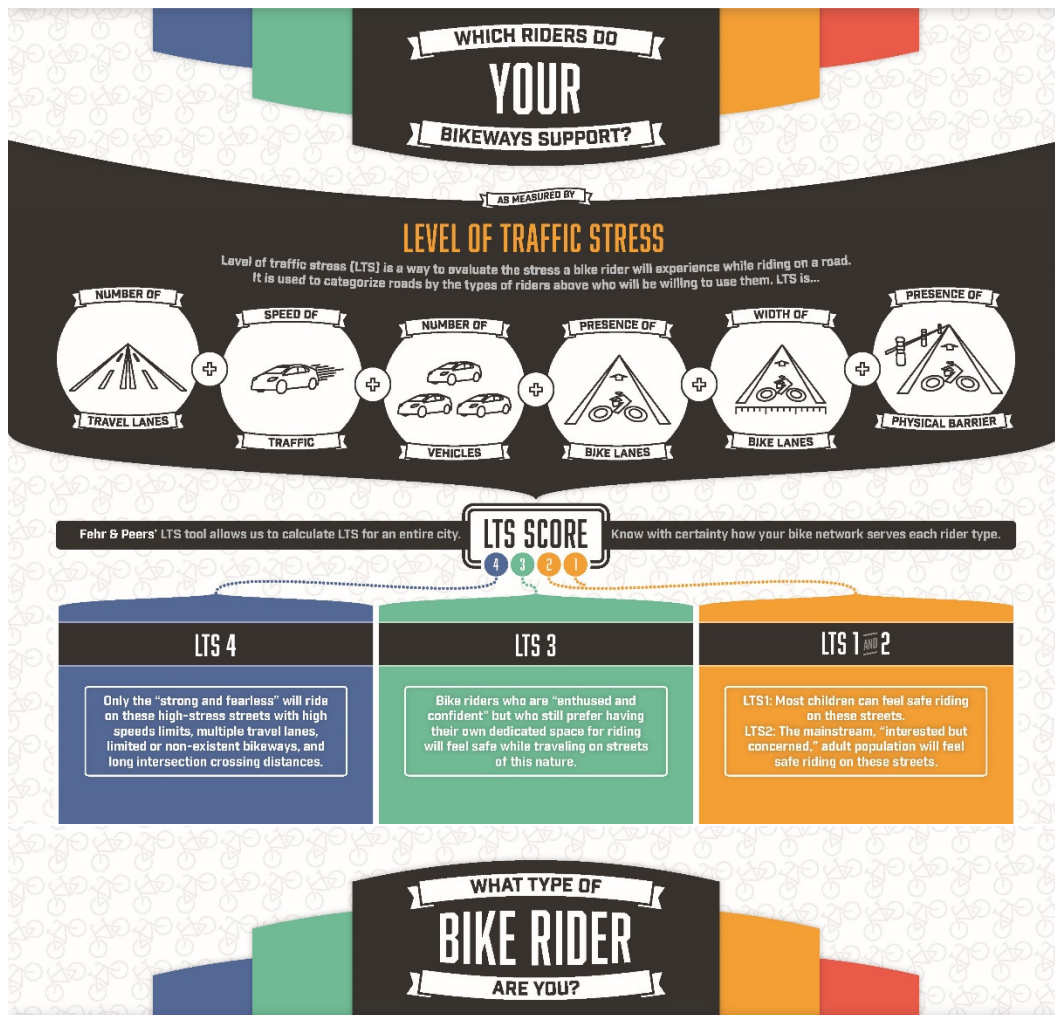 WHICH RIDERS DO
YOUR
BIKEWAYS SUPPORT?
AS MEASURED BY
LEVEL OF TRAFFIC STRESS
Level of traffic stress (LTS) is a way to evaluate the stress a bike rider will experience while riding on a road.
It is used to categorize roads by the types of riders above who will be willing to use them. LTS is...
NUMBER OF
TRAVEL LANES
SPEED OF
TRAFFIC
NUMBER OF
VEHICLES
PRESENCE OF
BIKE LANES
WIDTH OF
BIKE LANES
PRESENCE OF
PHYSICAL BARRIER
Fehr & Peers' LTS tool allows us to calculate LTS for an entire city.
LTS SCORE
4 3 2 1
Know with certainty how your bike network serves each rider type.
LTS 4
Only the "strong and fearless" will ride
on these high-stress streets with high
speeds limits, multiple travel lanes,
limited or non-existent bikeways, and
long intersection crossing distances.
LTS 3
Bike riders who are "enthused and
confident" but who still prefer having
their own dedicated space for riding
will feel safe while traveling on streets
of this nature.
LTS 1 AND 2
LTS1: Most children can feel safe riding
on these streets.
LTS2: The mainstream, "interested but
concerned," adult population will feel
safe riding on these streets.
WHAT TYPE OF
BIKE RIDER
ARE YOU?